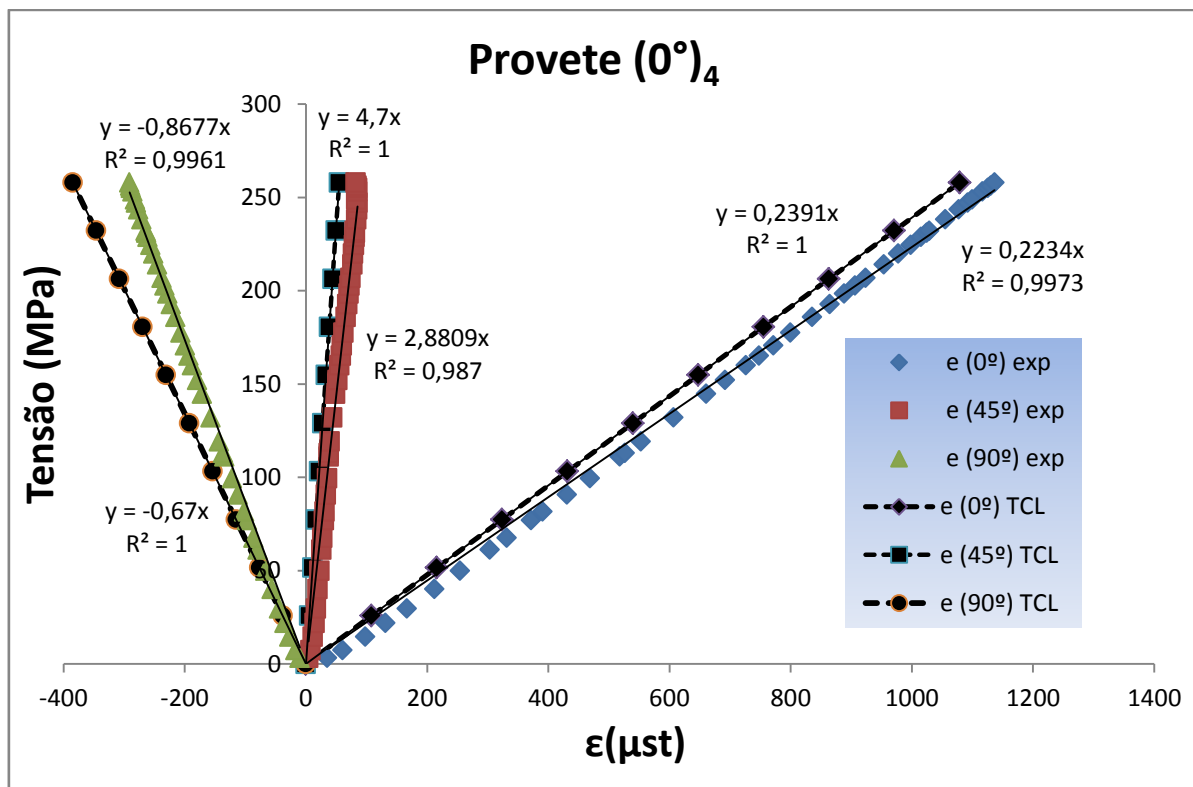 Provete (0°)4
y = -0,8677x
R² = 0,9961
y = 4,7x
R² = 1
y = 0,2391x
R² = 1
y = 0,2234x
R² = 0,9973
y = 2,8809x
R² = 0,987
y = -0,67x
R² = 1
Tensão (MPa)
300
250
200
150
100
50
0
-400
-200
0
200
400
600
800
1000
1200
1400
ε(μst)
e (0º) exp
e (45º) exp
e (90º) exp
e (0º) TCL
e (45º) TCL
e (90º) TCL